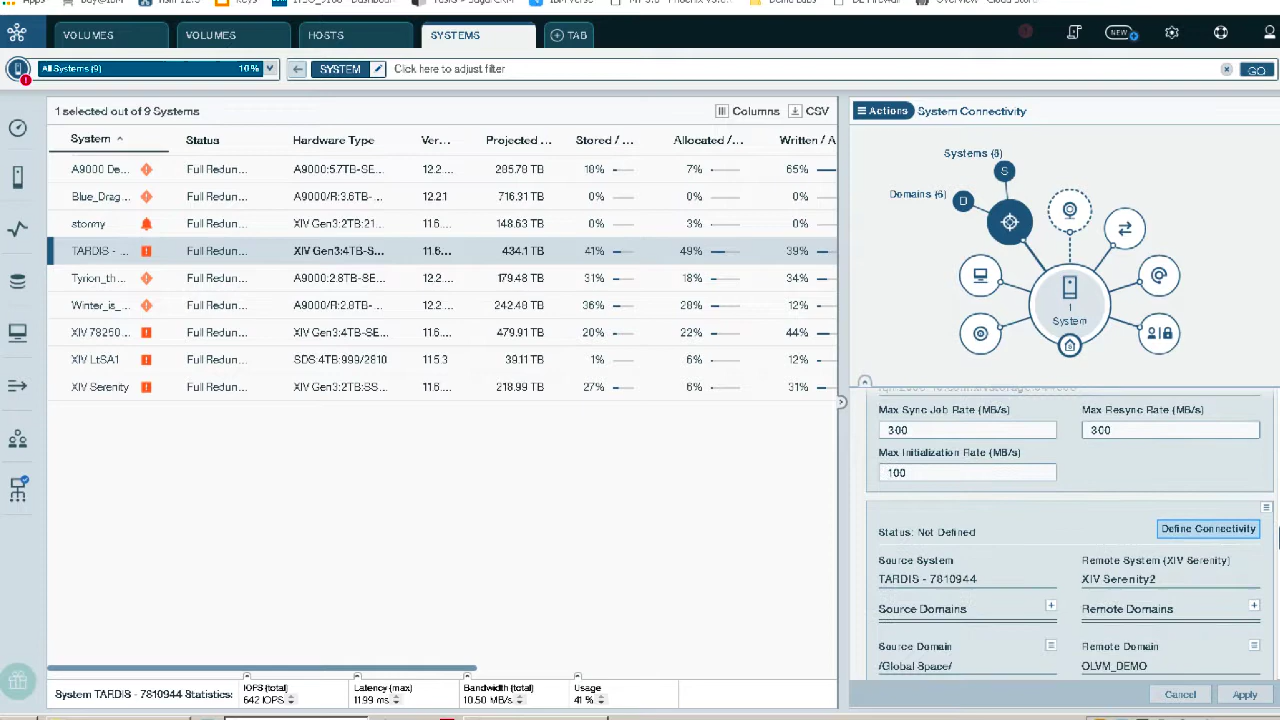 VOLUMES VOLUMES HOSTS SYSTEMS TAB NEW
All Systems (9) 10% SYSTEM Click here to adjust filter GO
1 selected out of 9 Systems Columns CSV
System Status Hardware Type Ver... Projected ... Stored / ... Allocated /... Written / A
A9000 De... Full Redun... A9000:5.7TB-SE... 12.2... 285.78 TB 18% 7% 65%
Blue_Drag... Full Redun... A9000/R:3.6TB-... 12.2.1 716.31 TB 0% 0% 0%
stormy Full Redun... XIV Gen3:2TB:21... 11.6... 148.63 TB 0% 3% 0%
TARDIS - ... Full Redun... XIV Gen3:4TB-S... 11.6... 434.1 TB 41% 49% 39%
Tyrion_th... Full Redun... A9000:2.8TB-SE... 12.2... 179.48 TB 31% 18% 34%
Winter_is_... Full Redun... A9000/R:2.8TB-... 12.2... 242.48 TB 36% 28% 12%
XIV 78250... Full Redun... XIV Gen3:4TB-SE... 11.6... 479.91 TB 20% 22% 44%
XIV LtSA1 Full Redun... SDS:4TB:999/2810 11.5.3 39.11 TB 1% 6% 12%
XIV Serenity Full Redun... XIV Gen3:2TB-SS... 11.6... 218.99 TB 27% 6% 31%
System TARDIS - 7810944 Statistics:
IOPS (total)
642 IOPS
Latency (max)
11.99 ms
Bandwidth (total)
10.50 MB/s
Usage
41 %
Actions System Connectivity
Systems (8)
S
Domains (6) D
1
System
Max Sync Job Rate (MB/s) Max Resync Rate (MB/s)
300 300
Max Initialization Rate (MB/s)
100
Status: Not Defined Define Connectivity
Source System Remote System (XIV Serenity)
TARDIS - 7810944 XIV Serenity2
Source Domains Remote Domains
Source Domain Remote Domain
/Global Space/ OLVM_DEMO
Cancel Apply